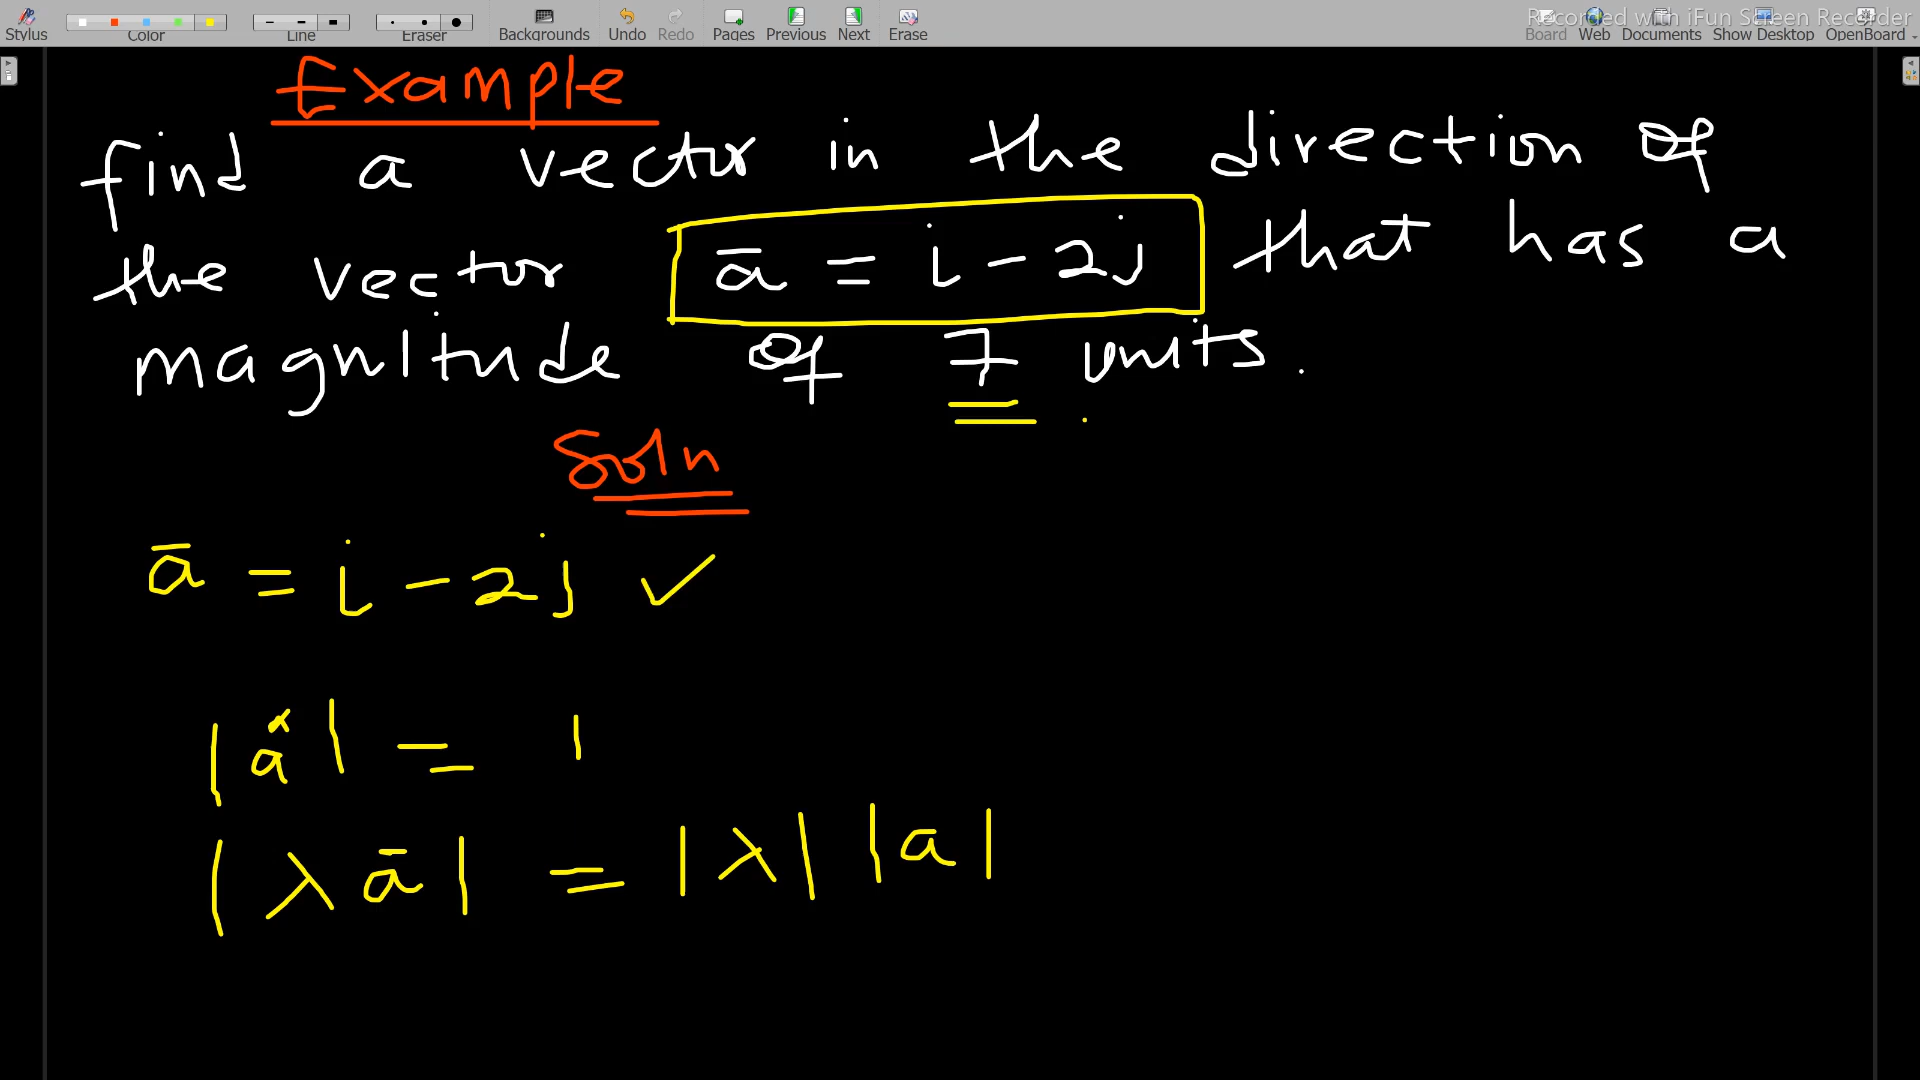 Recorded with iFun Screen Recorder
Stylus Color Line Eraser Backgrounds Undo Redo Pages Previous Next Erase Board Web Documents Show Desktop OpenBoard
Example
find a vector in the direction of
the vector a̅ = i - 2j that has a
magnitude of 7 units.
Soln
a̅ = i - 2j ✓
|â| = 1
|λa̅| = |λ| |a̅|